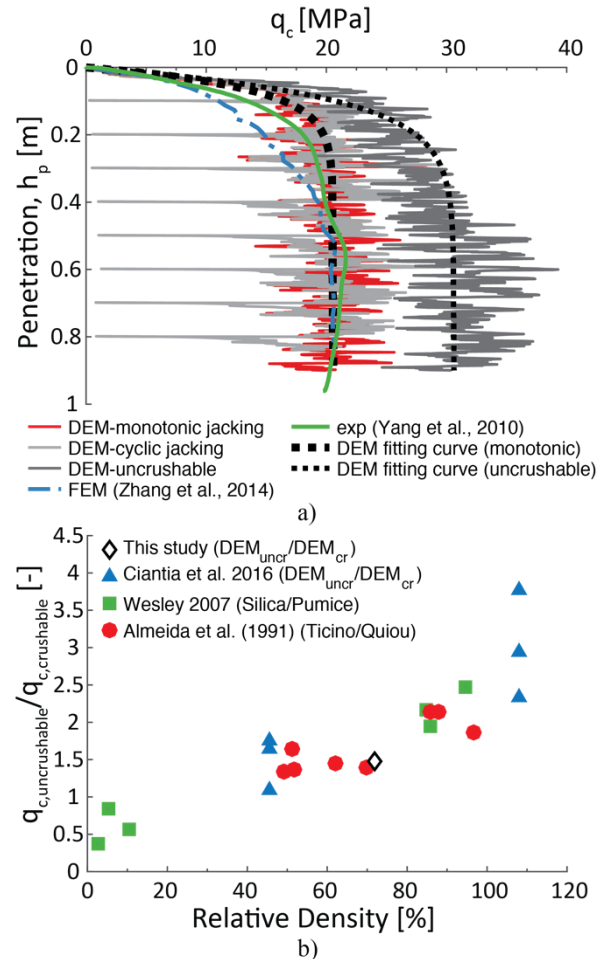 q_c [MPa]
0 10 20 30 40
Penetration, h_p [m]
0
0.2
0.4
0.6
0.8
1
DEM-monotonic jacking
DEM-cyclic jacking
DEM-uncrushable
FEM (Zhang et al., 2014)
exp (Yang et al., 2010)
DEM fitting curve (monotonic)
DEM fitting curve (uncrushable)
a)
q_c,uncrushable/q_c,crushable [-]
4.5
4
3.5
3
2.5
2
1.5
1
0.5
0
This study (DEM_uncr/DEM_cr)
Ciantia et al. 2016 (DEM_uncr/DEM_cr)
Wesley 2007 (Silica/Pumice)
Almeida et al. (1991) (Ticino/Quiou)
0 20 40 60 80 100 120
Relative Density [%]
b)